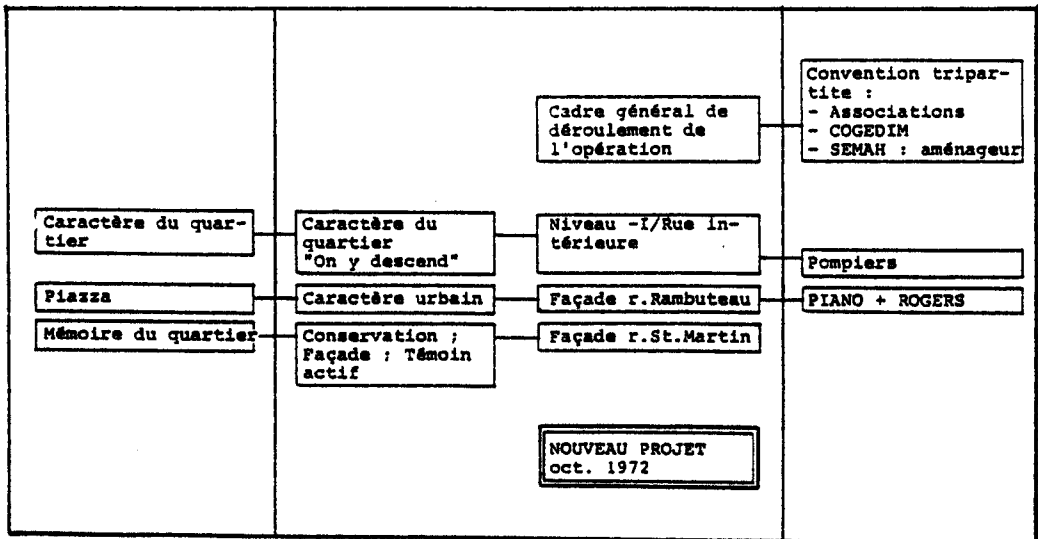 Convention tripar-
tite :
- Associations
- COGEDIM
- SEMAH : aménageur
Cadre général de
déroulement de
l'opération
Caractère du quar-
tier
Caractère du
quartier
"On y descend"
Niveau -I/Rue in-
térieure
Pompiers
Piazza
Caractère urbain
Façade r.Rambuteau
PIANO + ROGERS
Mémoire du quartier
Conservation ;
Façade ; Témoin
actif
Façade r.St.Martin
NOUVEAU PROJET
oct. 1972